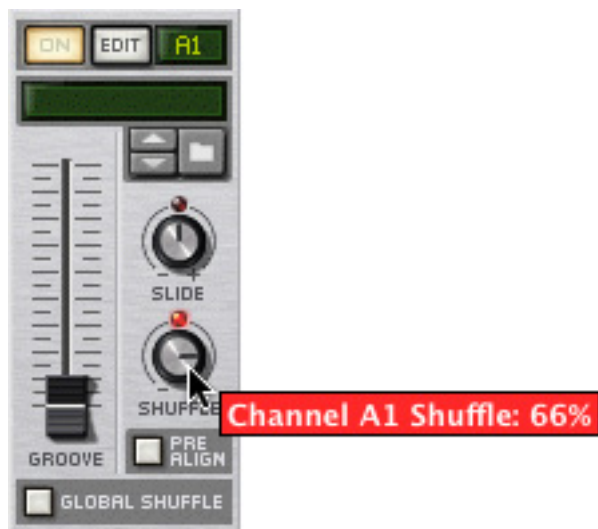 ON EDIT A1
- +
SLIDE
-
SHUFFLE
Channel A1 Shuffle: 66%
PRE
ALIGN
GROOVE
GLOBAL SHUFFLE